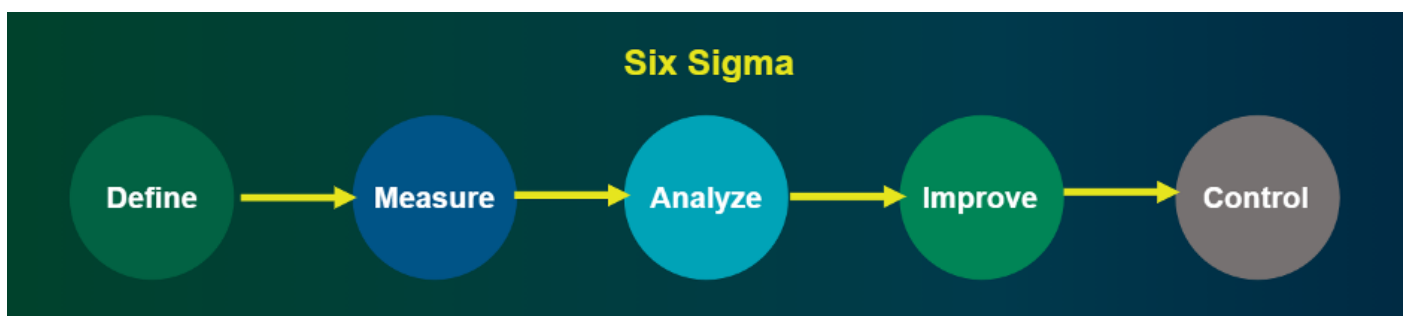 Six Sigma
Define
Measure
Analyze
Improve
Control